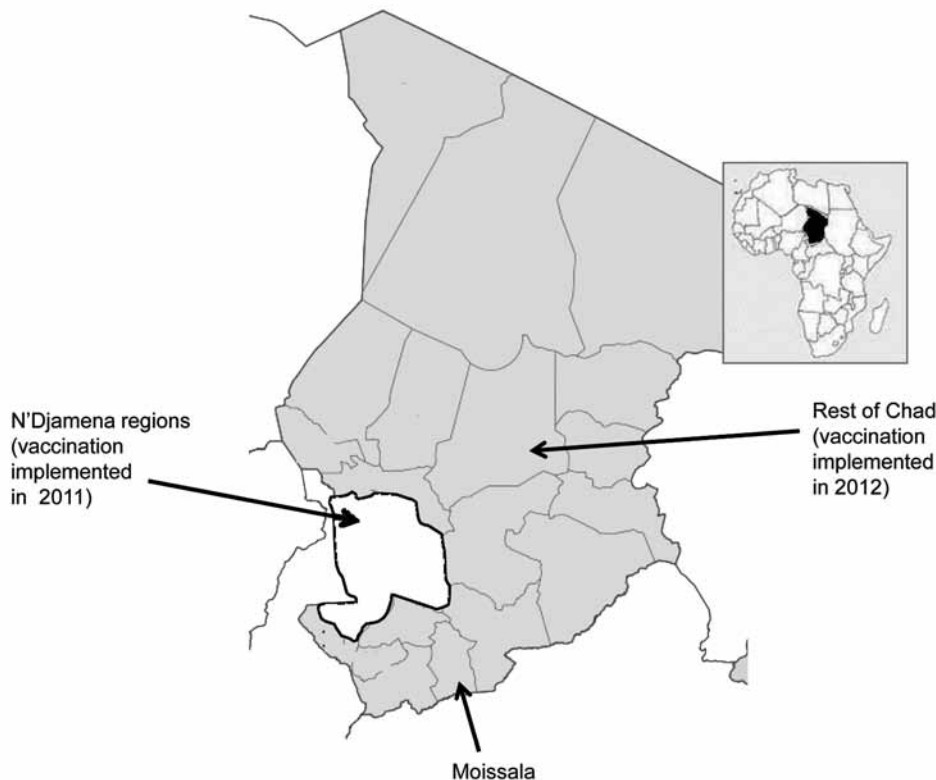 N'Djamena regions
(vaccination
implemented
in 2011)
Rest of Chad
(vaccination
implemented
in 2012)
Moissala